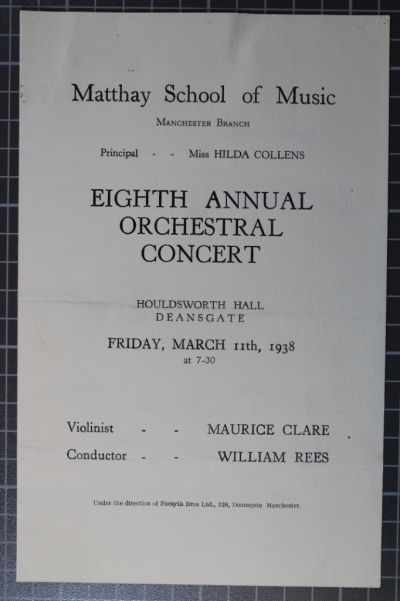 Matthay School of Music
Manchester Branch
Principal - - Miss HILDA COLLENS
EIGHTH ANNUAL
ORCHESTRAL
CONCERT
HOULDSWORTH HALL
DEANSGATE
FRIDAY, MARCH 11th, 1938
at 7-30
Violinist - - MAURICE CLARE
Conductor - - WILLIAM REES
Under the direction of Forsyth Bros Ltd., 126, Deansgate Manchester.